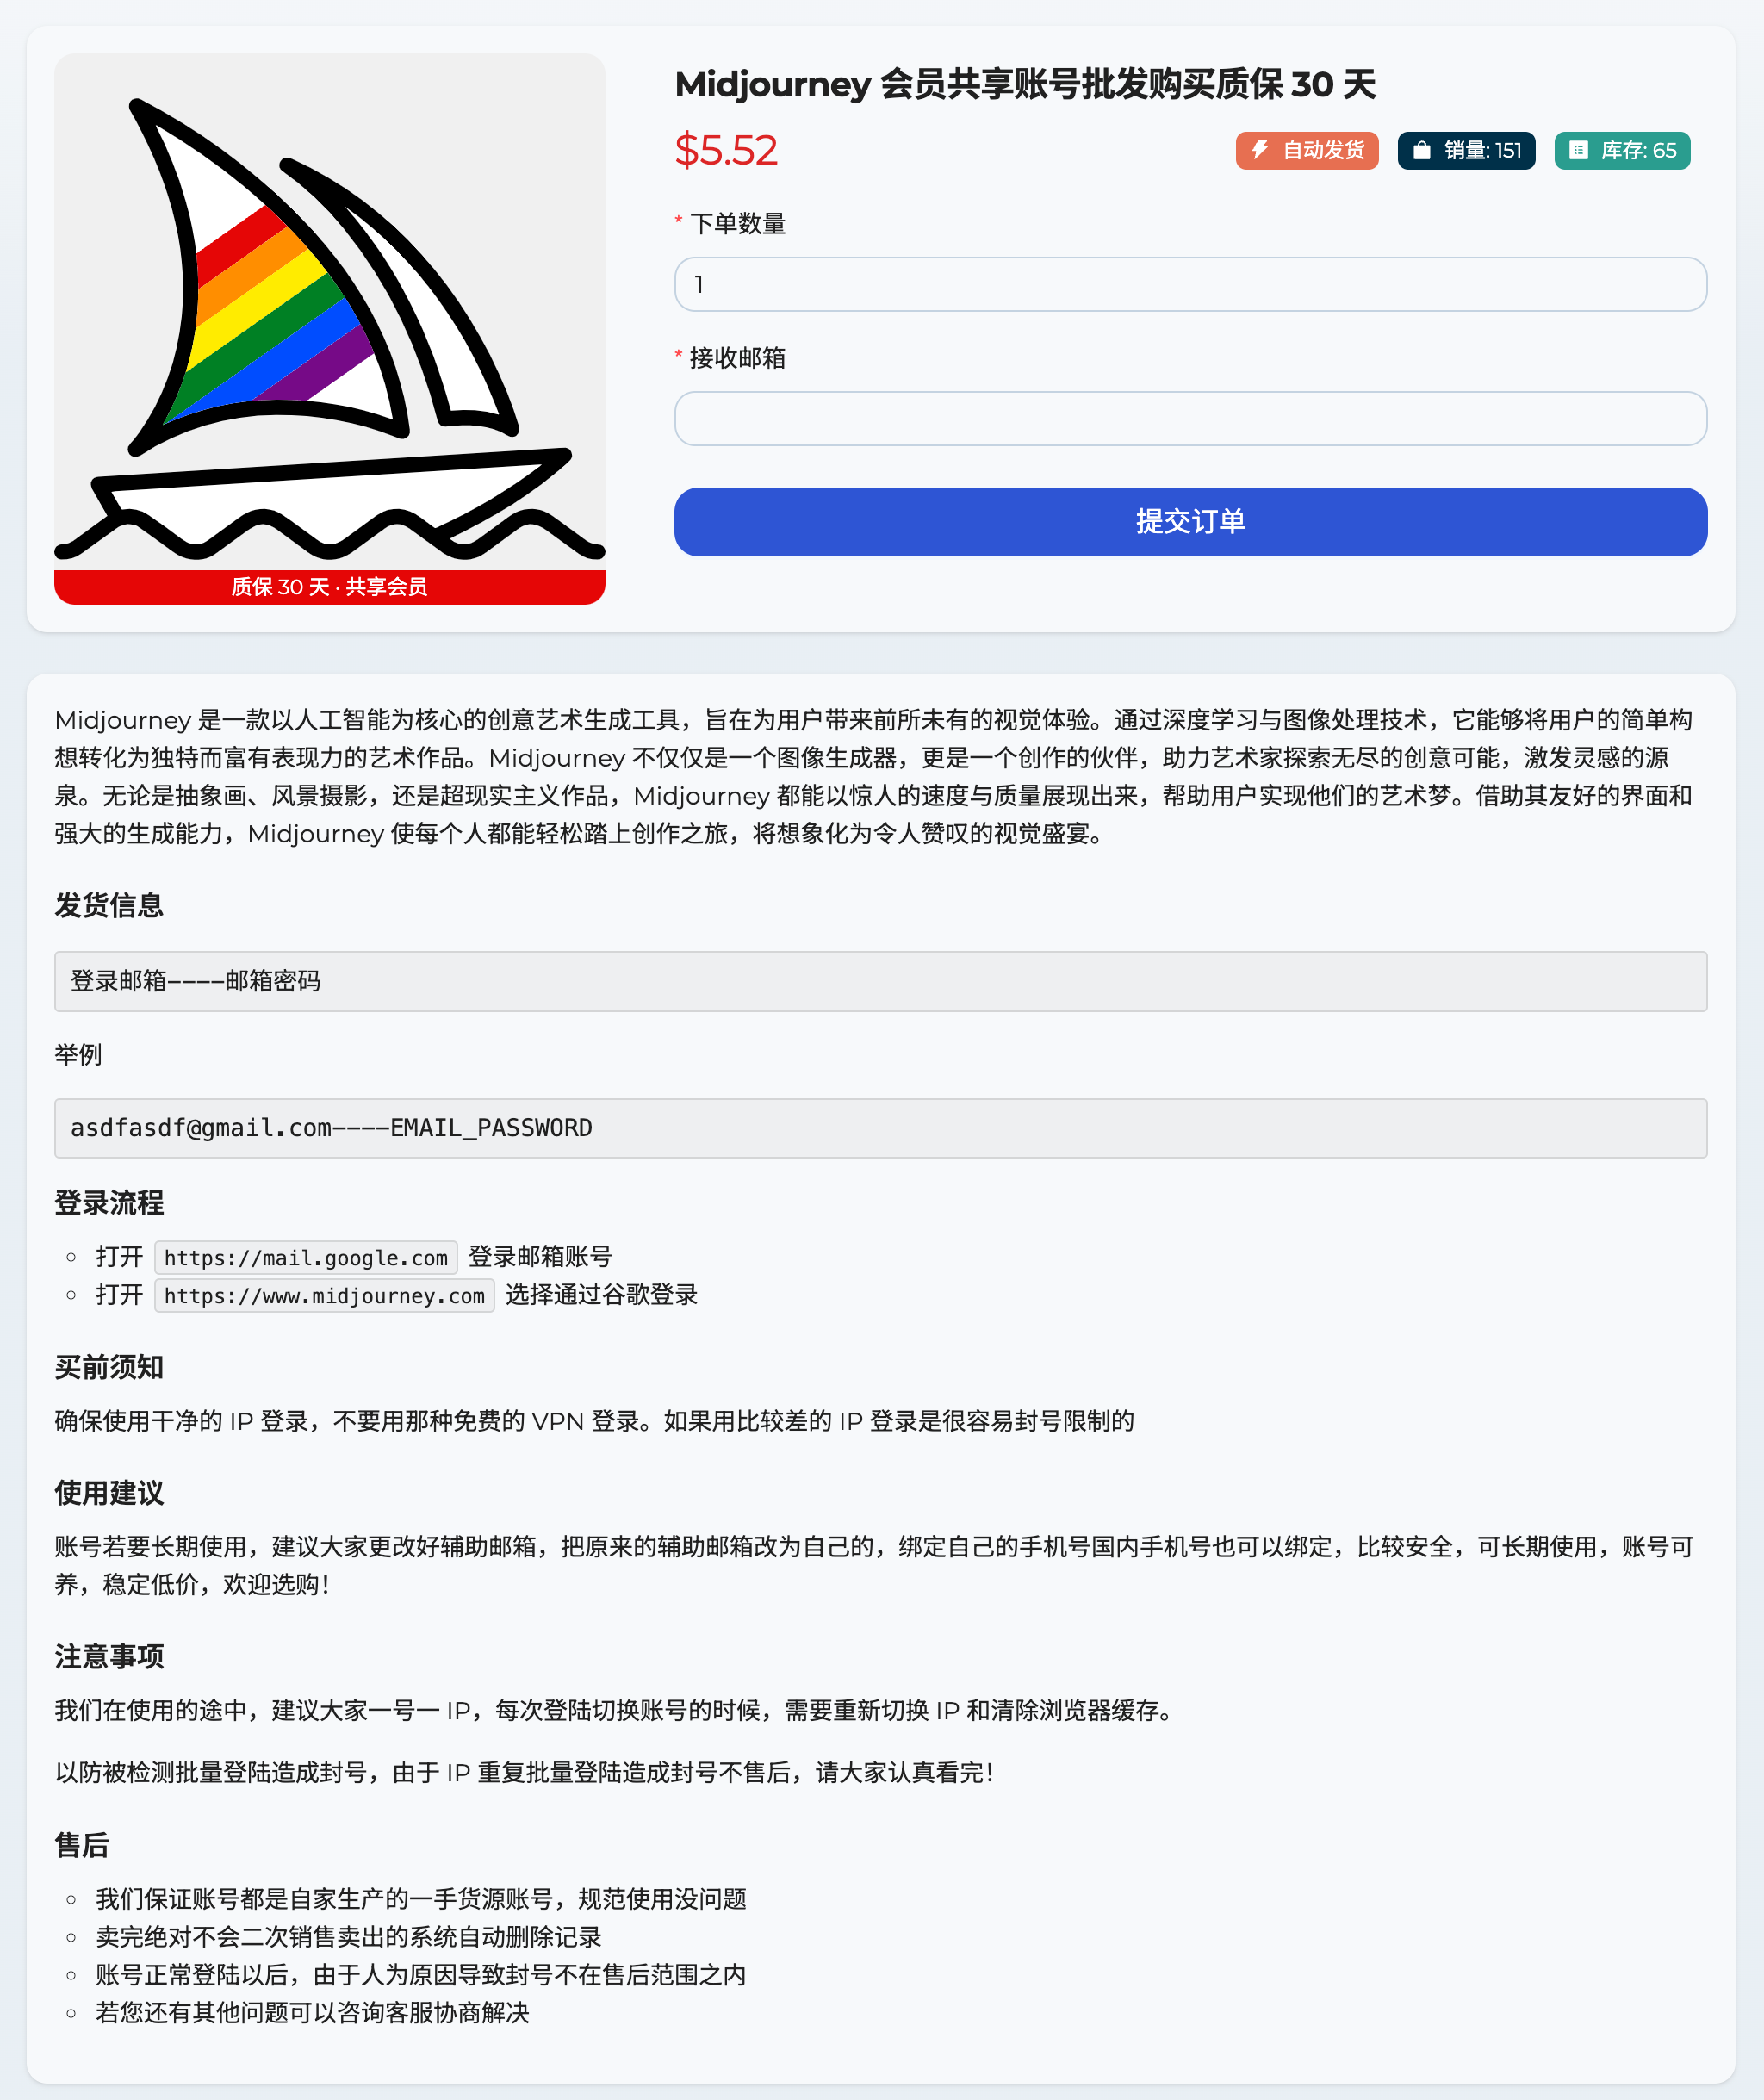 Midjourney 会员共享账号批发购买质保 30 天
$5.52
自动发货
销量: 151
库存: 65
* 下单数量
1
* 接收邮箱
提交订单
质保 30 天 · 共享会员
Midjourney 是一款以人工智能为核心的创意艺术生成工具，旨在为用户带来前所未有的视觉体验。通过深度学习与图像处理技术，它能够将用户的简单构
想转化为独特而富有表现力的艺术作品。Midjourney 不仅仅是一个图像生成器，更是一个创作的伙伴，助力艺术家探索无尽的创意可能，激发灵感的源
泉。无论是抽象画、风景摄影，还是超现实主义作品，Midjourney 都能以惊人的速度与质量展现出来，帮助用户实现他们的艺术梦。借助其友好的界面和
强大的生成能力，Midjourney 使每个人都能轻松踏上创作之旅，将想象化为令人赞叹的视觉盛宴。
发货信息
登录邮箱----邮箱密码
举例
asdfasdf@gmail.com----EMAIL_PASSWORD
登录流程
打开 https://mail.google.com 登录邮箱账号
打开 https://www.midjourney.com 选择通过谷歌登录
买前须知
确保使用干净的 IP 登录，不要用那种免费的 VPN 登录。如果用比较差的 IP 登录是很容易封号限制的
使用建议
账号若要长期使用，建议大家更改好辅助邮箱，把原来的辅助邮箱改为自己的，绑定自己的手机号国内手机号也可以绑定，比较安全，可长期使用，账号可
养，稳定低价，欢迎选购！
注意事项
我们在使用的途中，建议大家一号一 IP，每次登陆切换账号的时候，需要重新切换 IP 和清除浏览器缓存。
以防被检测批量登陆造成封号，由于 IP 重复批量登陆造成封号不售后，请大家认真看完！
售后
我们保证账号都是自家生产的一手货源账号，规范使用没问题
卖完绝对不会二次销售卖出的系统自动删除记录
账号正常登陆以后，由于人为原因导致封号不在售后范围之内
若您还有其他问题可以咨询客服协商解决